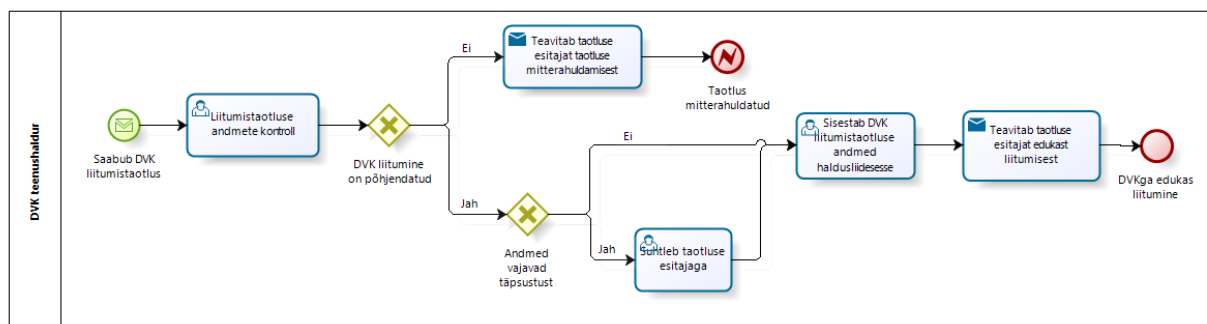 DVK teenushaldur
Saabub DVK
liitumistaotlus
Liitumistaotluse
andmete kontroll
DVK liitumine
on põhjendatud
Ei
Teavitab taotluse
esitajat taotluse
mitterahuldamisest
Taotlus
mitterahuldatud
Jah
Andmed
vajavad
täpsustust
Ei
Jah
Suhtleb taotluse
esitajaga
Sisestab DVK
liitumistaotluse
andmed
haldusliidesesse
Teavitab taotluse
esitajat edukast
liitumisest
DVKga edukas
liitumine